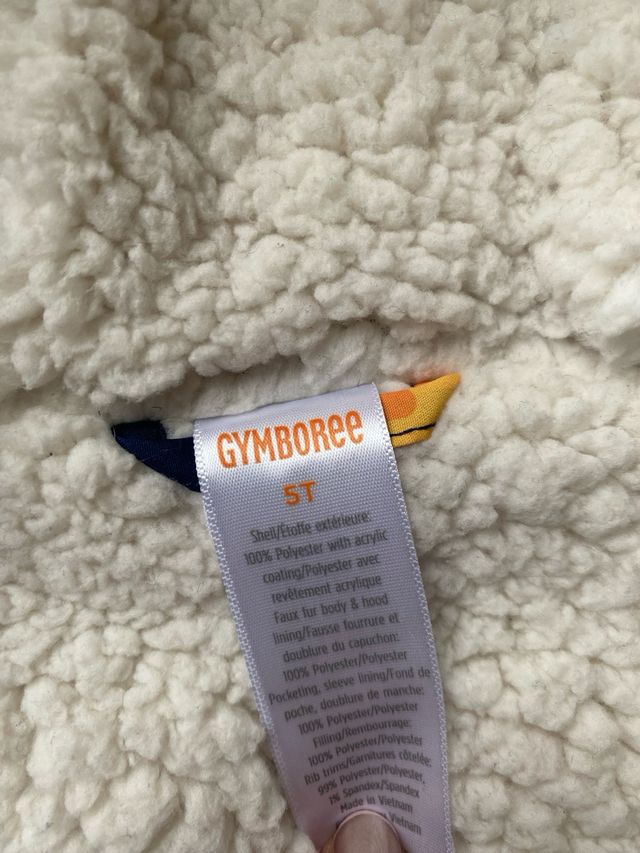 GYMBOREE
5T
Shell/Étoffe extérieure:
100% Polyester with acrylic
coating/Polyester avec
revêtement acrylique
Faux fur body & hood
lining/Fausse fourrure et
doublure du capuchon:
100% Polyester/Polyester
Pocketing, sleeve lining/Fond de
poche, doublure de manche:
100% Polyester/Polyester
Filling/Rembourrage:
100% Polyester/Polyester
Rib trims/Garnitures côtelée:
99% Polyester/Polyester,
1% Spandex/Spandex
Made in Vietnam
Vietnam